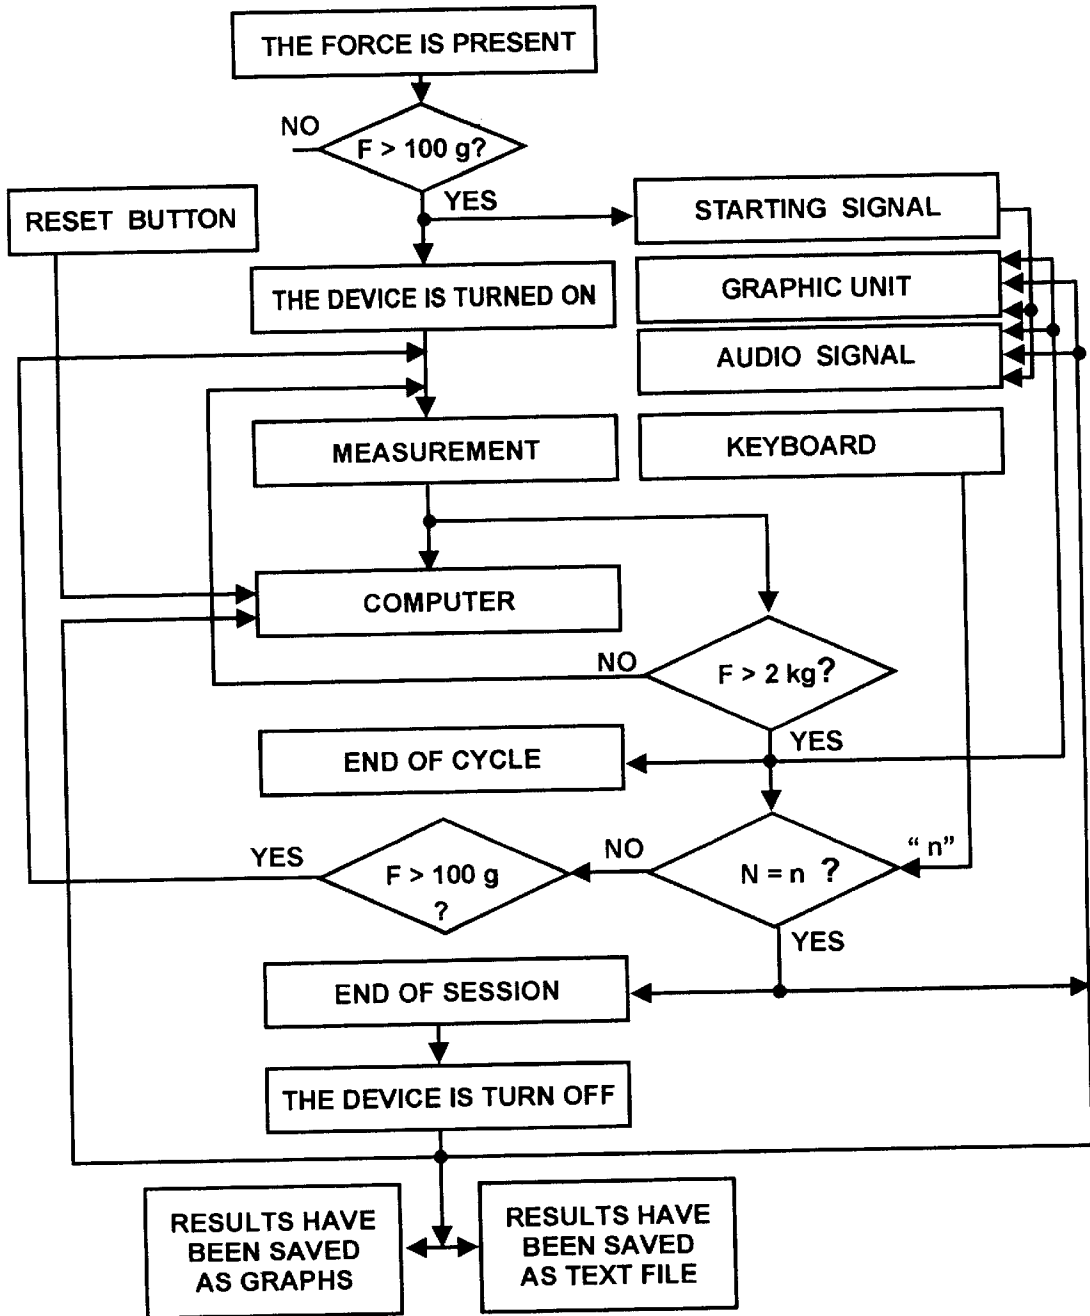 THE FORCE IS PRESENT
NO
F > 100 g?
YES
RESET BUTTON
STARTING SIGNAL
THE DEVICE IS TURNED ON
GRAPHIC UNIT
AUDIO SIGNAL
MEASUREMENT
KEYBOARD
COMPUTER
NO
F > 2 kg?
YES
END OF CYCLE
YES
F > 100 g
?
NO
N = n ?
“ n”
YES
END OF SESSION
THE DEVICE IS TURN OFF
RESULTS HAVE
BEEN SAVED
AS GRAPHS
RESULTS HAVE
BEEN SAVED
AS TEXT FILE